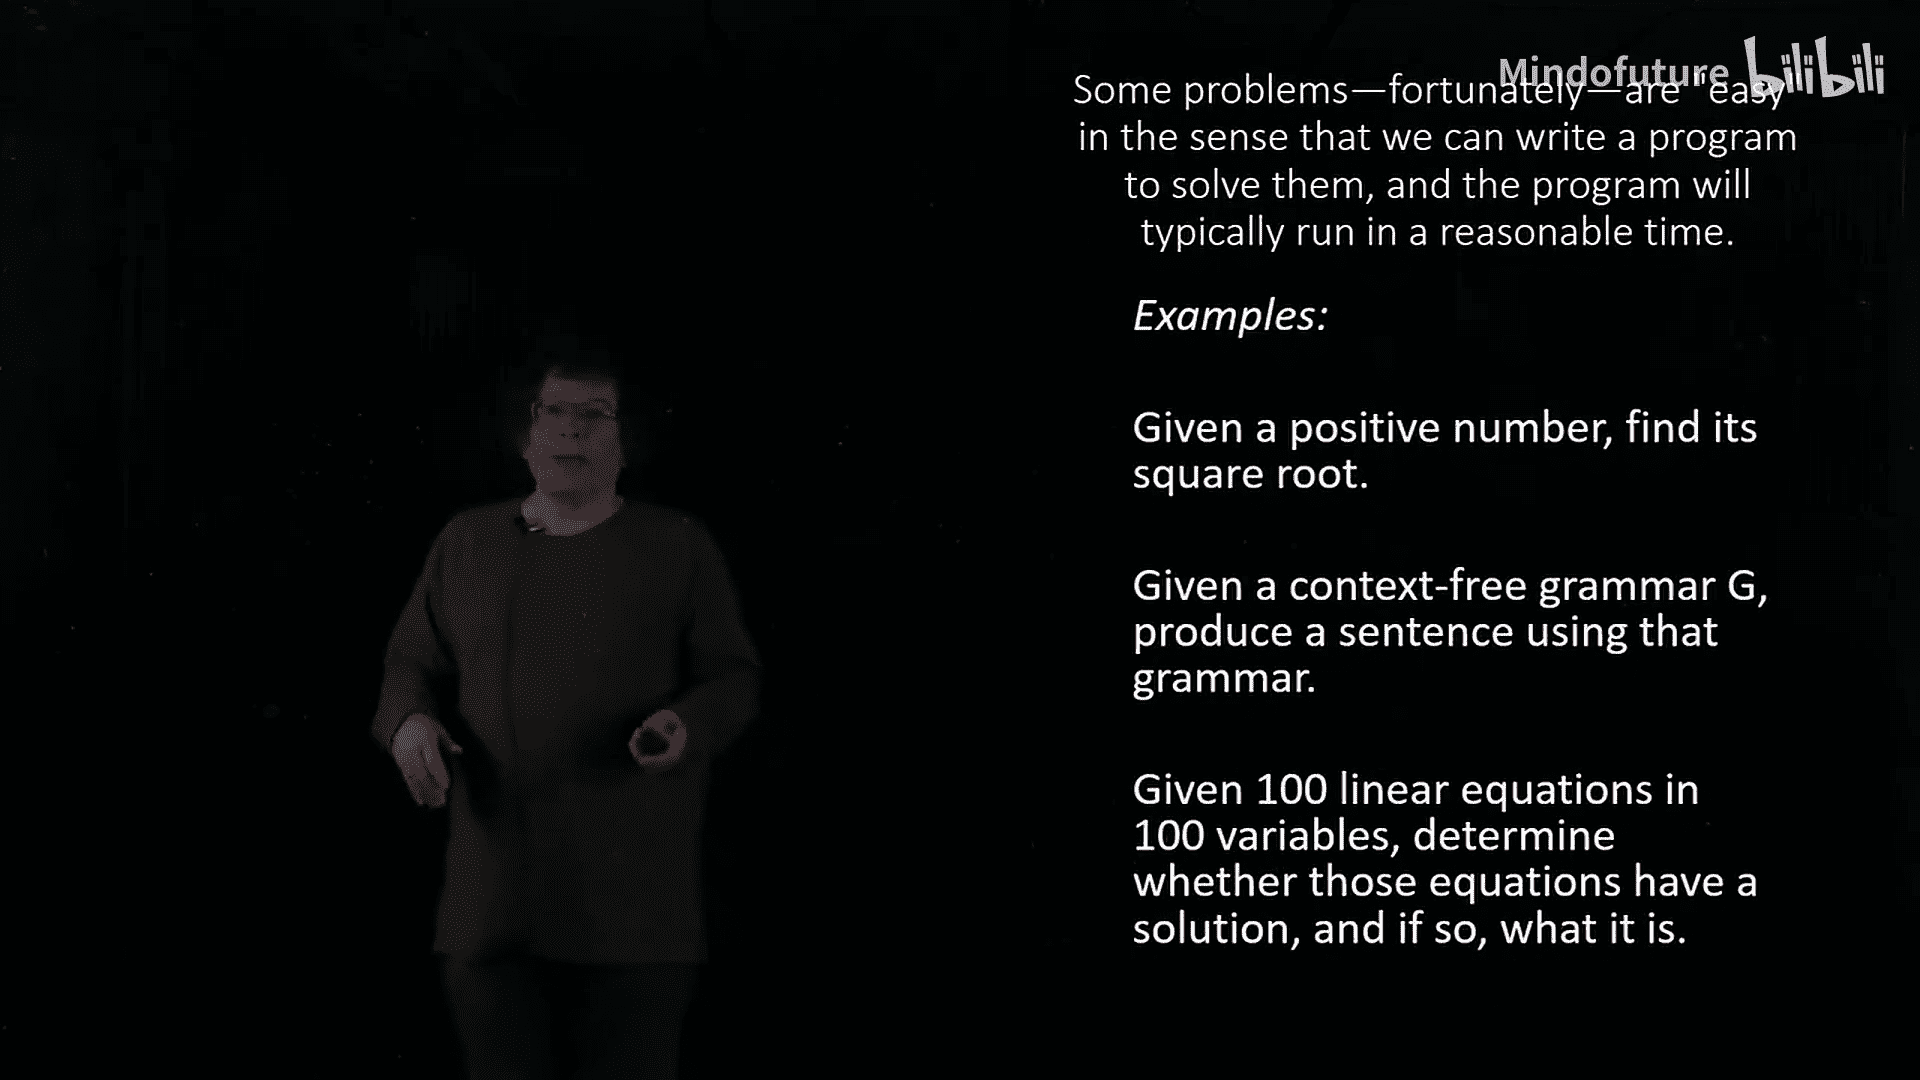 Mindofuture bilibili
Some problems—fortunately—are "easy"
in the sense that we can write a program
to solve them, and the program will
typically run in a reasonable time.
Examples:
Given a positive number, find its
square root.
Given a context-free grammar G,
produce a sentence using that
grammar.
Given 100 linear equations in
100 variables, determine
whether those equations have a
solution, and if so, what it is.